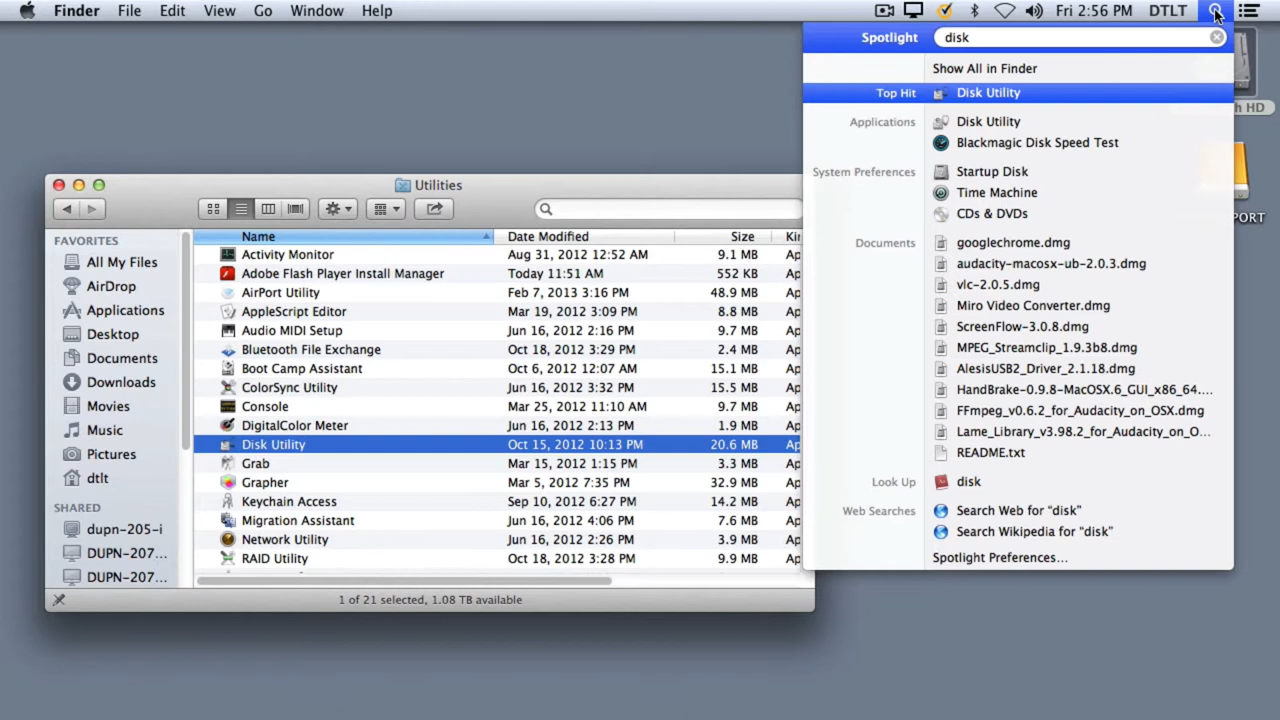 Finder File Edit View Go Window Help Fri 2:56 PM DTLT
Spotlight disk
Show All in Finder
Top Hit Disk Utility
Applications Disk Utility
Blackmagic Disk Speed Test
System Preferences Startup Disk
Time Machine
CDs & DVDs
Documents googlechrome.dmg
audacity-macosx-ub-2.0.3.dmg
vlc-2.0.5.dmg
Miro Video Converter.dmg
ScreenFlow-3.0.8.dmg
MPEG_Streamclip_1.9.3b8.dmg
AlesisUSB2_Driver_2.1.18.dmg
HandBrake-0.9.8-MacOSX.6_GUI_x86_64....
FFmpeg_v0.6.2_for_Audacity_on_OSX.dmg
Lame_Library_v3.98.2_for_Audacity_on_O...
README.txt
Look Up disk
Web Searches Search Web for “disk”
Search Wikipedia for “disk”
Spotlight Preferences...
HD
PORT
Utilities
FAVORITES
All My Files
AirDrop
Applications
Desktop
Documents
Downloads
Movies
Music
Pictures
dtlt
SHARED
dupn-205-i
DUPN-207...
DUPN-207...
Name Date Modified Size
Activity Monitor Aug 31, 2012 12:52 AM 9.1 MB
Adobe Flash Player Install Manager Today 11:51 AM 552 KB
AirPort Utility Feb 7, 2013 3:16 PM 48.9 MB
AppleScript Editor Mar 19, 2012 3:09 PM 8.8 MB
Audio MIDI Setup Jun 16, 2012 2:16 PM 9.7 MB
Bluetooth File Exchange Oct 18, 2012 3:29 PM 2.4 MB
Boot Camp Assistant Oct 6, 2012 12:07 AM 15.1 MB
ColorSync Utility Jun 16, 2012 3:32 PM 15.5 MB
Console Mar 25, 2012 11:10 AM 9.7 MB
DigitalColor Meter Jun 16, 2012 2:13 PM 1.9 MB
Disk Utility Oct 15, 2012 10:13 PM 20.6 MB
Grab Mar 15, 2012 1:15 PM 3.3 MB
Grapher Mar 5, 2012 7:35 PM 32.9 MB
Keychain Access Sep 10, 2012 6:27 PM 14.2 MB
Migration Assistant Jun 16, 2012 4:06 PM 7.6 MB
Network Utility Jun 16, 2012 2:26 PM 3.9 MB
RAID Utility Oct 18, 2012 3:28 PM 9.9 MB
1 of 21 selected, 1.08 TB available